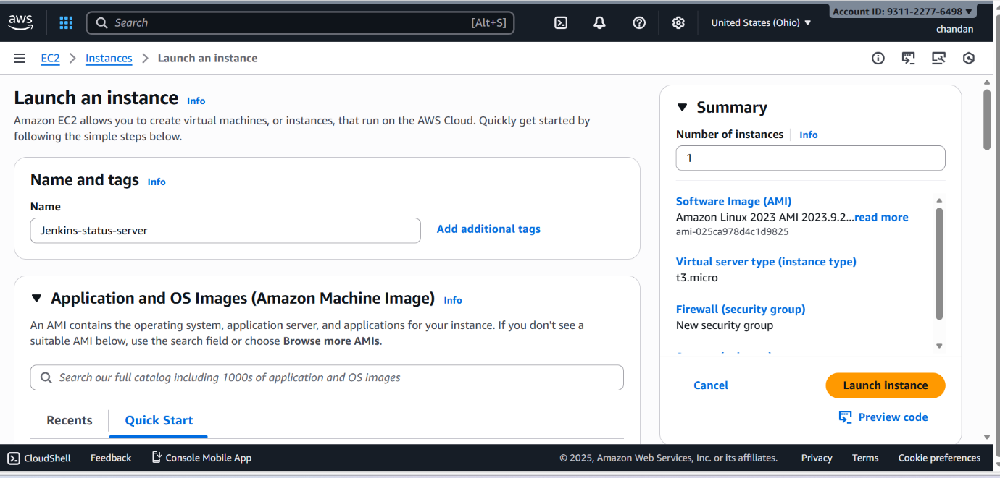 aws
Search [Alt+S]
United States (Ohio) ▼
Account ID: 9311-2277-6498 ▼
chandan
EC2 > Instances > Launch an instance
Launch an instance Info
Amazon EC2 allows you to create virtual machines, or instances, that run on the AWS Cloud. Quickly get started by
following the simple steps below.
Name and tags Info
Name
Jenkins-status-server
Add additional tags
▼ Application and OS Images (Amazon Machine Image) Info
An AMI contains the operating system, application server, and applications for your instance. If you don't see a
suitable AMI below, use the search field or choose Browse more AMIs.
Search our full catalog including 1000s of application and OS images
Recents
Quick Start
▼ Summary
Number of instances Info
1
Software Image (AMI)
Amazon Linux 2023 AMI 2023.9.2...read more
ami-025ca978d4c1d9825
Virtual server type (instance type)
t3.micro
Firewall (security group)
New security group
Cancel
Launch instance
Preview code
CloudShell
Feedback
Console Mobile App
© 2025, Amazon Web Services, Inc. or its affiliates.
Privacy
Terms
Cookie preferences